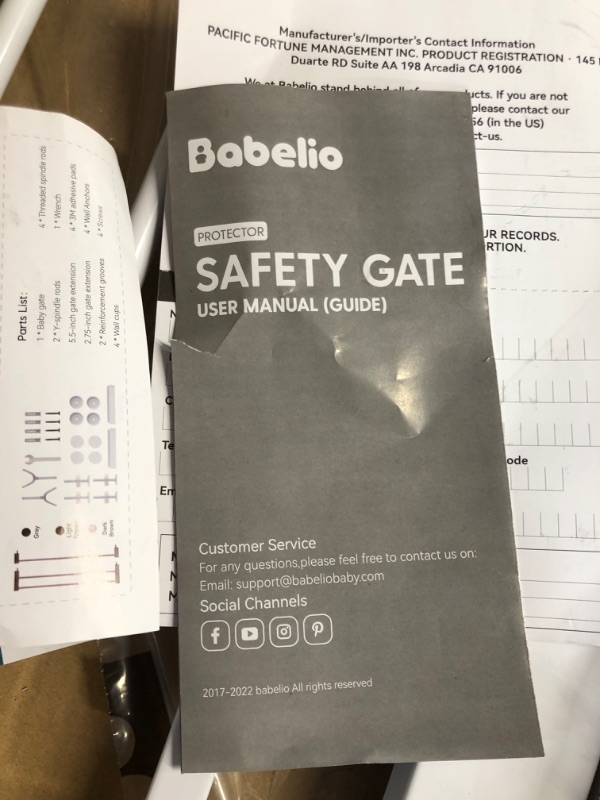 Manufacturer's/Importer's Contact Information
PACIFIC FORTUNE MANAGEMENT INC. PRODUCT REGISTRATION · 145
Duarte RD Suite AA 198 Arcadia CA 91006
We at Babelio stand behind all of
ucts. If you are not
please contact our
56 (in the US)
ct-us.
UR RECORDS.
RTION.
ode
Te
Em
Babelio
PROTECTOR
SAFETY GATE
USER MANUAL (GUIDE)
Customer Service
For any questions,please feel free to contact us on:
Email: support@babeliobaby.com
Social Channels
2017-2022 babelio All rights reserved
Parts List:
1 * Baby gate
2 * Y-spindle rods
5.5-inch gate extension
2.75-inch gate extension
2 * Reinforcement grooves
4 * Wall cups
4 * Threaded spindle rods
1 * Wrench
4 * 3M adhesive pads
4 * Wall Anchors
4 * Screws
Gray
Dark
Brown